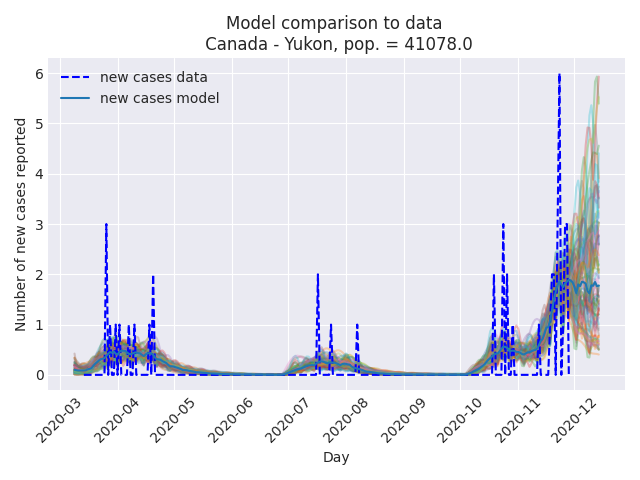 Model comparison to data
Canada - Yukon, pop. = 41078.0
new cases data
new cases model
Number of new cases reported
6
5
4
3
2
1
0
2020-03
2020-04
2020-05
2020-06
2020-07
2020-08
2020-09
2020-10
2020-11
2020-12
Day